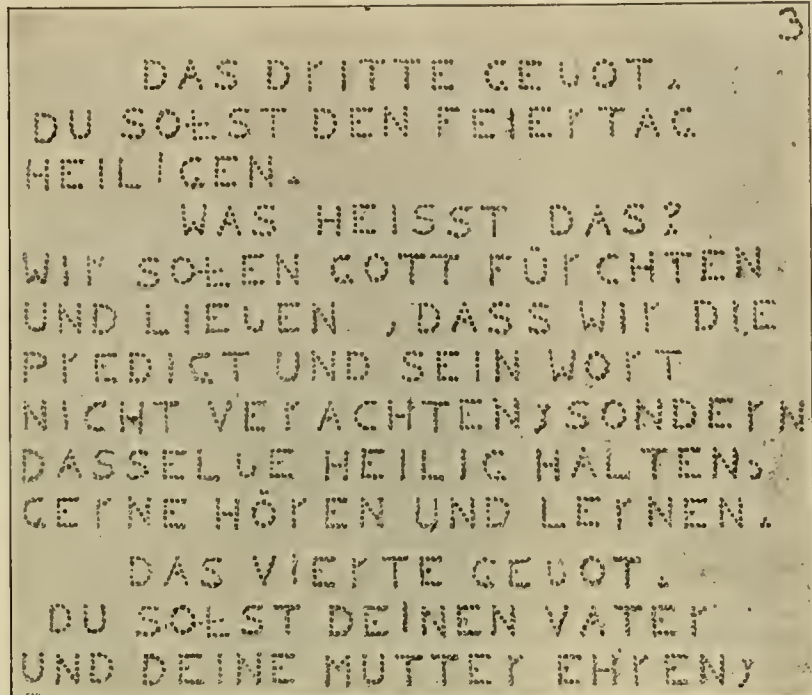 3
DAS DRITTE GEBOT.
DU SOLLST DEN FEIERTAG
HEILIGEN.
WAS HEISST DAS?
WIR SOLLEN GOTT FÜRCHTEN
UND LIEBEN, DASS WIR DIE
PREDIGT UND SEIN WORT
NICHT VERACHTEN, SONDERN
DASSELBE HEILIG HALTEN,
GERNE HÖREN UND LERNEN.
DAS VIERTE GEBOT.
DU SOLLST DEINEN VATER
UND DEINE MUTTER EHREN,